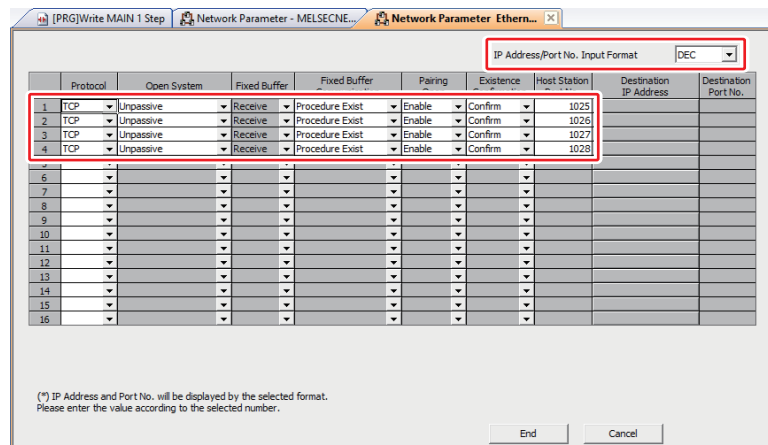 [PRG]Write MAIN 1 Step Network Parameter - MELSECNE... Network Parameter Ethern...
IP Address/Port No. Input Format DEC
Protocol Open System Fixed Buffer Fixed Buffer Pairing Existence Host Station Destination IP Address Destination Port No.
1 TCP Unpassive Receive Procedure Exist Enable Confirm 1025
2 TCP Unpassive Receive Procedure Exist Enable Confirm 1026
3 TCP Unpassive Receive Procedure Exist Enable Confirm 1027
4 TCP Unpassive Receive Procedure Exist Enable Confirm 1028
6
7
8
9
10
11
12
13
14
15
16
(*) IP Address and Port No. will be displayed by the selected format.
Please enter the value according to the selected number.
End Cancel